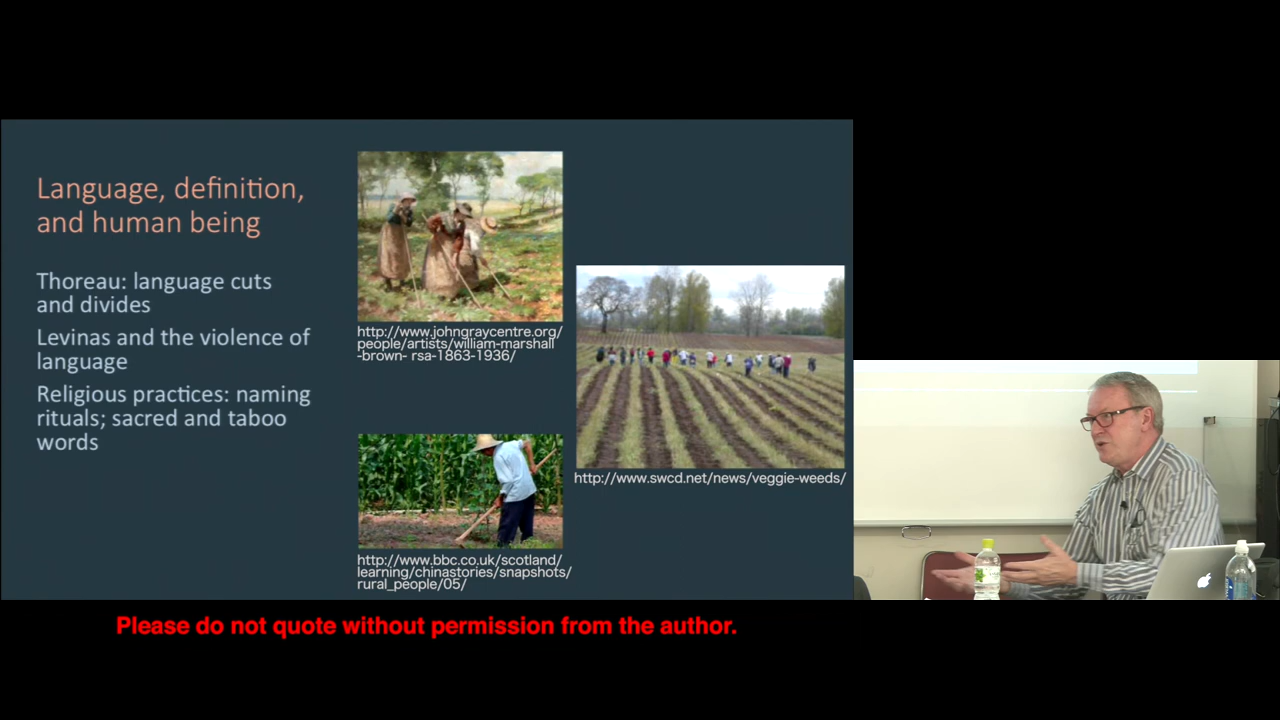 Language, definition,
and human being
Thoreau: language cuts
and divides
Levinas and the violence of
language
Religious practices: naming
rituals; sacred and taboo
words
http://www.johngraycentre.org/
people/artists/william-marshall
-brown- rsa-1863-1936/
http://www.swcd.net/news/veggie-weeds/
http://www.bbc.co.uk/scotland/
learning/chinastories/snapshots/
rural_people/05/
Please do not quote without permission from the author.